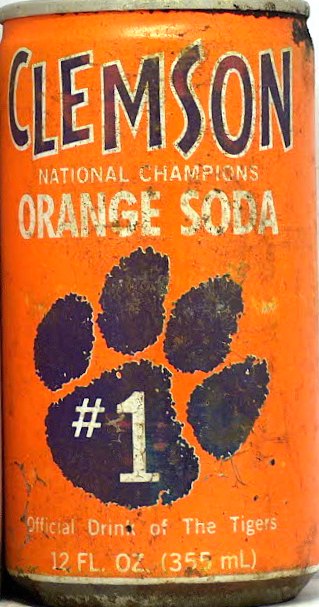 CLEMSON
NATIONAL CHAMPIONS
ORANGE SODA
#1
Official Drink of The Tigers
12 FL. OZ. (355 mL)